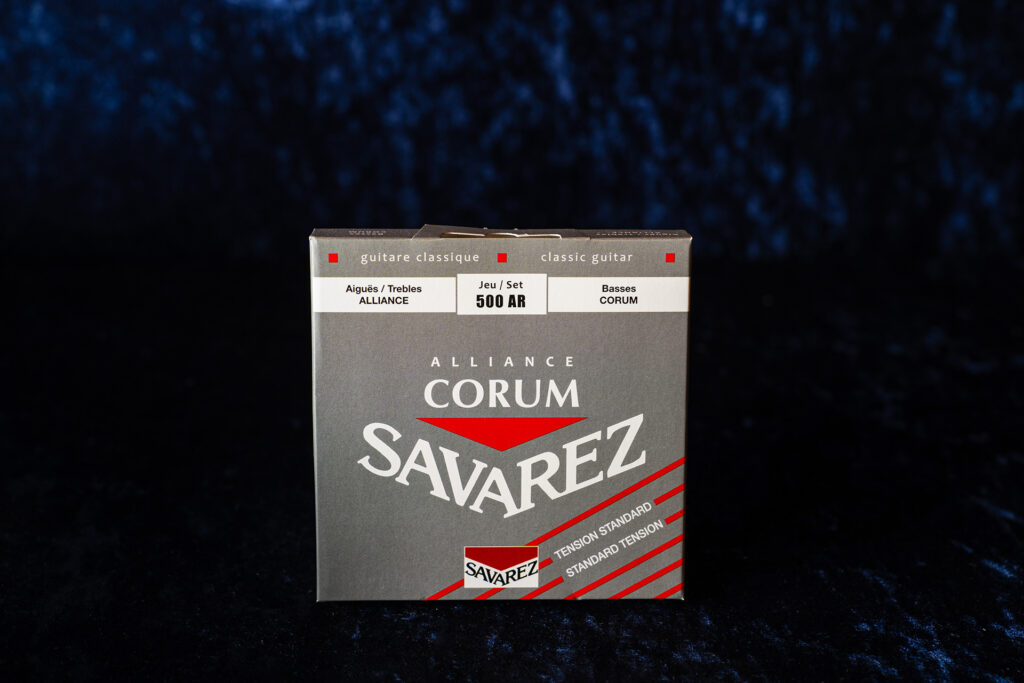 guitare classique classic guitar
Aiguës / Trebles
ALLIANCE
Jeu / Set
500 AR
Basses
CORUM
ALLIANCE
CORUM
SAVAREZ
TENSION STANDARD
STANDARD TENSION
SAVAREZ